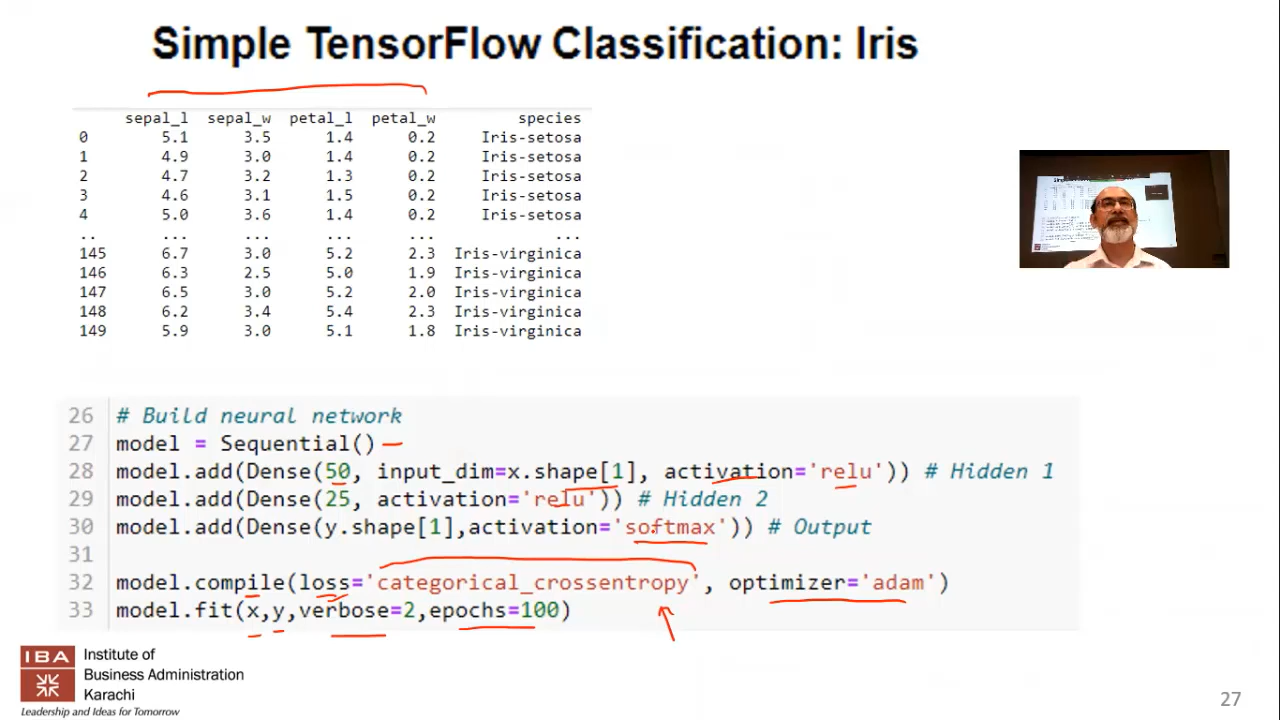 Simple TensorFlow Classification: Iris
sepal_l sepal_w petal_l petal_w species
0 5.1 3.5 1.4 0.2 Iris-setosa
1 4.9 3.0 1.4 0.2 Iris-setosa
2 4.7 3.2 1.3 0.2 Iris-setosa
3 4.6 3.1 1.5 0.2 Iris-setosa
4 5.0 3.6 1.4 0.2 Iris-setosa
.. ... ... ... ... ...
145 6.7 3.0 5.2 2.3 Iris-virginica
146 6.3 2.5 5.0 1.9 Iris-virginica
147 6.5 3.0 5.2 2.0 Iris-virginica
148 6.2 3.4 5.4 2.3 Iris-virginica
149 5.9 3.0 5.1 1.8 Iris-virginica
26 # Build neural network
27 model = Sequential()
28 model.add(Dense(50, input_dim=x.shape[1], activation='relu')) # Hidden 1
29 model.add(Dense(25, activation='relu')) # Hidden 2
30 model.add(Dense(y.shape[1],activation='softmax')) # Output
31
32 model.compile(loss='categorical_crossentropy', optimizer='adam')
33 model.fit(x,y,verbose=2,epochs=100)
IBA
Institute of
Business Administration
Karachi
Leadership and Ideas for Tomorrow
27